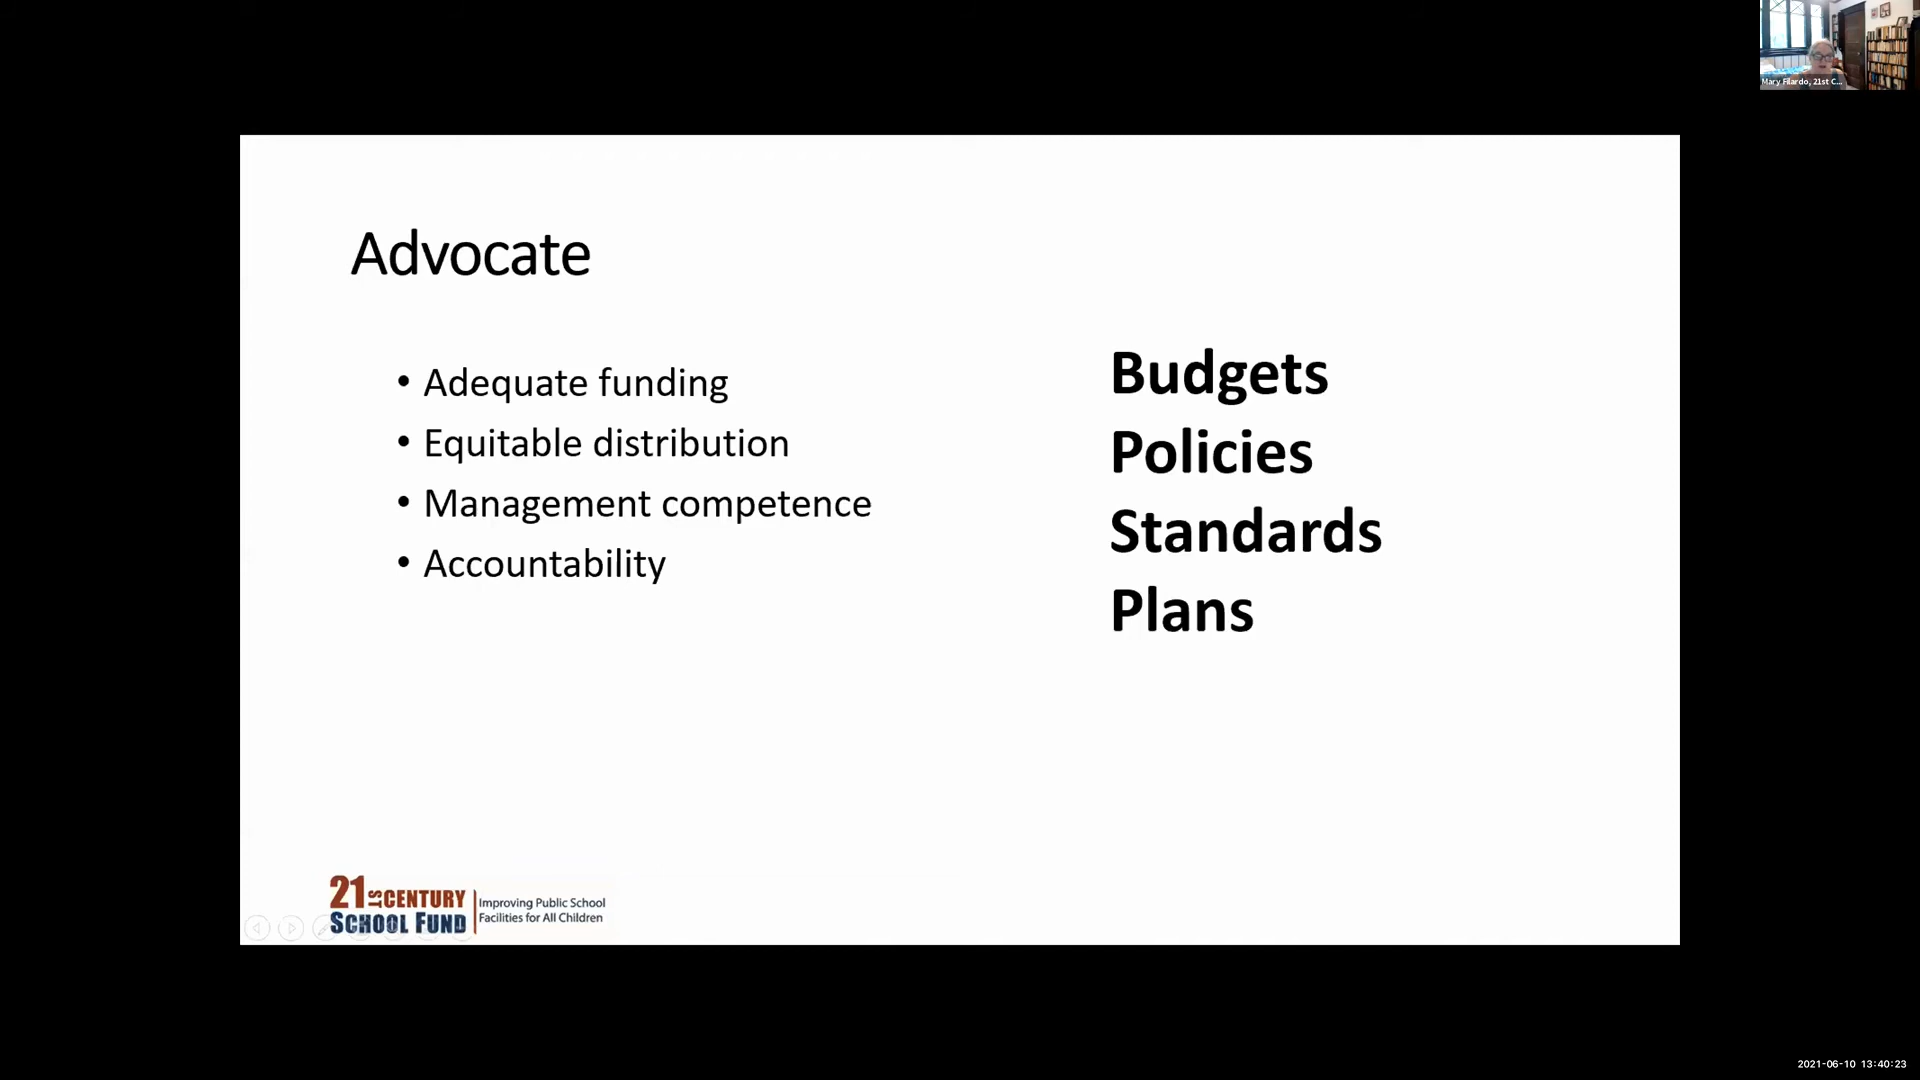 Mary Filardo, 21st C...
Advocate
• Adequate funding
• Equitable distribution
• Management competence
• Accountability
Budgets
Policies
Standards
Plans
21ST CENTURY
SCHOOL FUND
Improving Public School
Facilities for All Children
2021-06-10 13:40:23